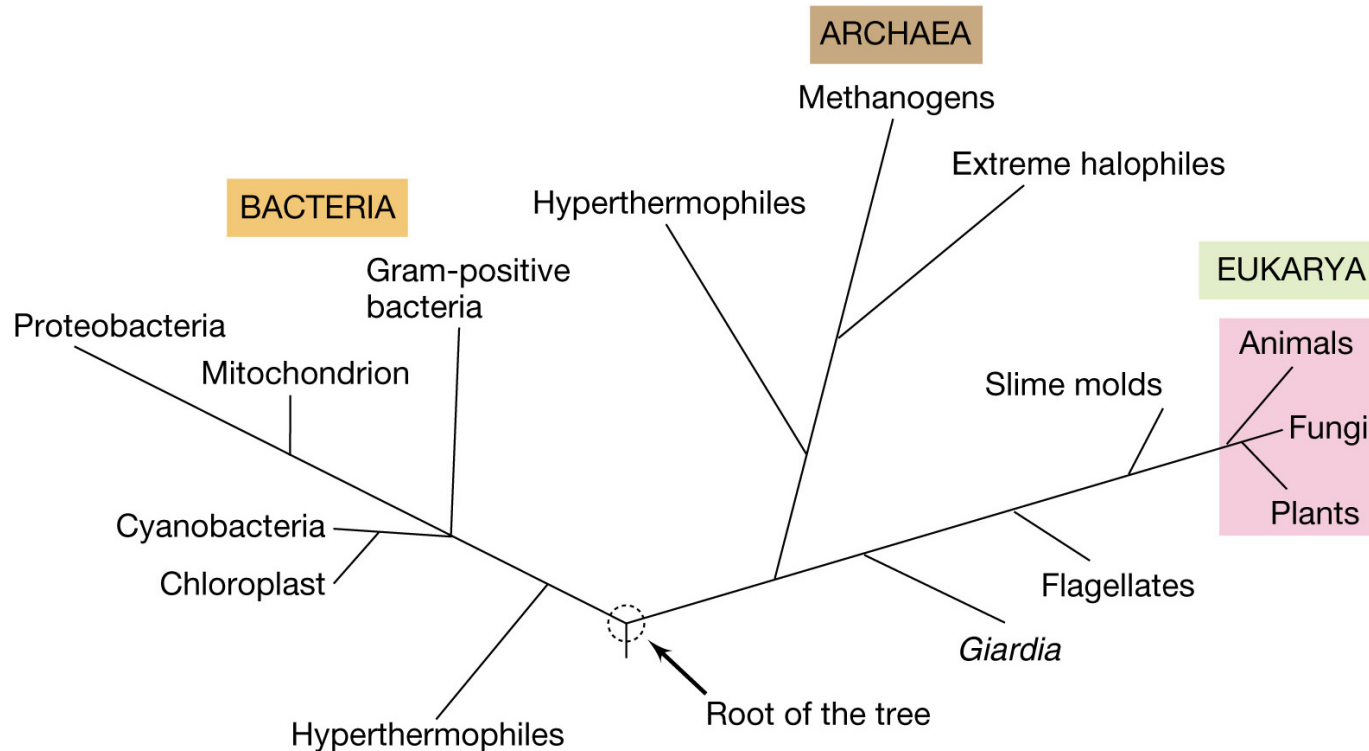 ARCHAEA
Methanogens
Extreme halophiles
Hyperthermophiles
BACTERIA
Gram-positive
bacteria
EUKARYA
Proteobacteria
Mitochondrion
Animals
Slime molds
Fungi
Cyanobacteria
Plants
Chloroplast
Flagellates
Giardia
Root of the tree
Hyperthermophiles